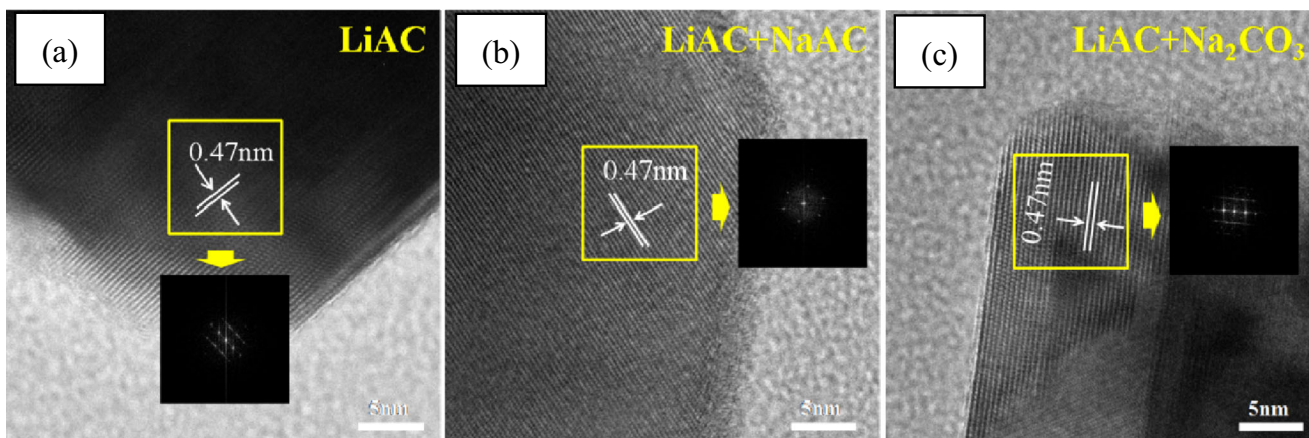 (a)
LiAC
0.47nm
5nm
(b)
LiAC+NaAC
0.47nm
5nm
(c)
LiAC+Na₂CO₃
0.47nm
5nm